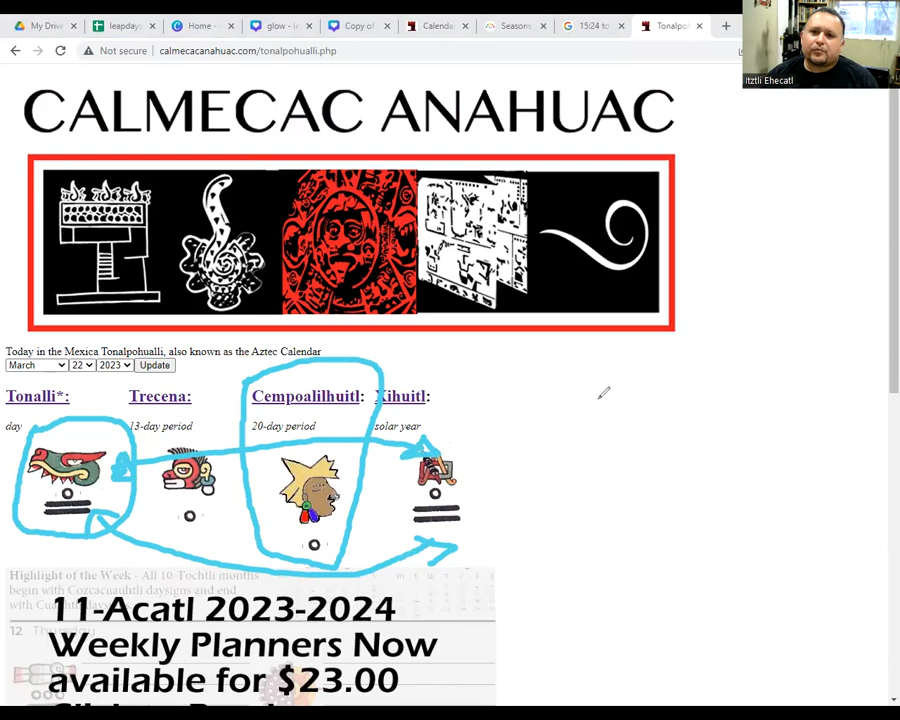 My Drive
leapdays
Home -
glow - In
Copy of
Calenda
Seasons
15:24 to
Tonalpo
Not secure | calmecacanahuac.com/tonalpohualli.php
Itztli Ehecatl
CALMECAC ANAHUAC
Today in the Mexica Tonalpohualli, also known as the Aztec Calendar
March 22 2023 Update
Tonalli*: Trecena: Cempoalilhuitl: Xihuitl:
day 13-day period 20-day period solar year
Highlight of the Week - All 10-Tochtli months
begin with Cozcacuauhtli daysigns and end
with
11-Acatl 2023-2024
12 Thursday
Weekly Planners Now
available for $23.00